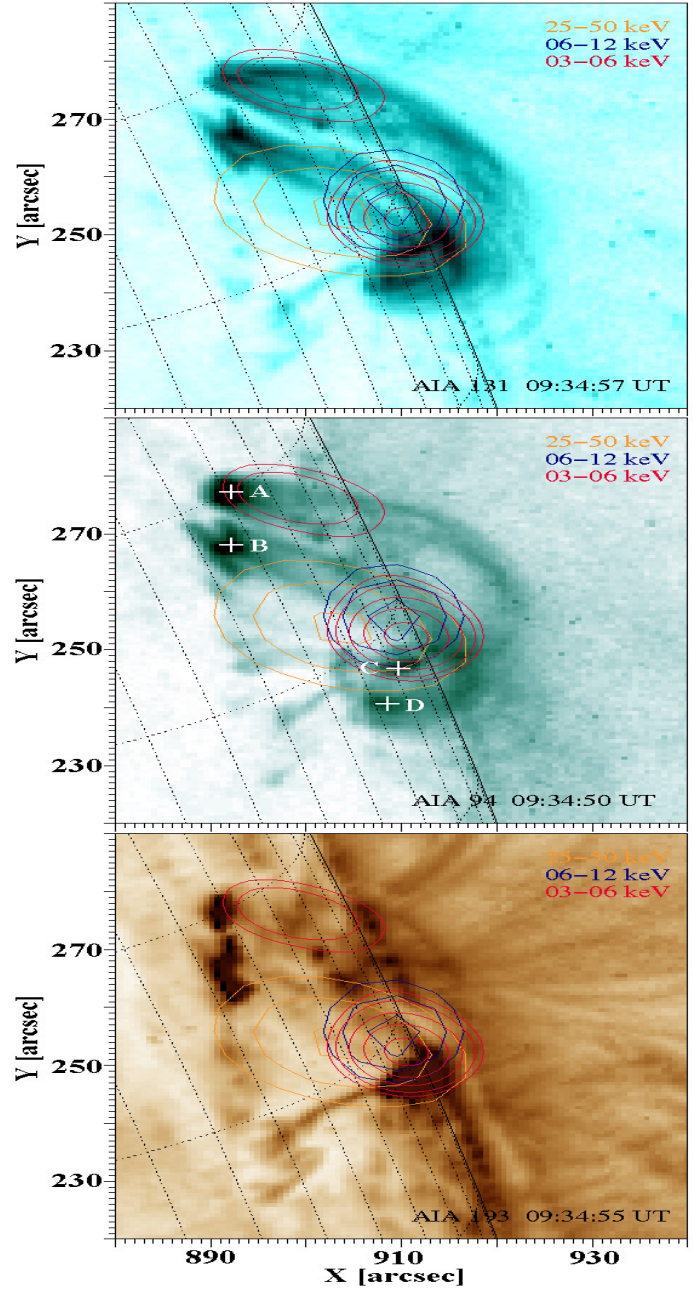 25-50 keV
06-12 keV
03-06 keV
270
250
230
Y [arcsec]
AIA 131 09:34:57 UT
25-50 keV
06-12 keV
03-06 keV
A
B
C
D
270
250
230
Y [arcsec]
AIA 94 09:34:50 UT
25-50 keV
06-12 keV
03-06 keV
270
250
230
Y [arcsec]
AIA 193 09:34:55 UT
890 910 930
X [arcsec]